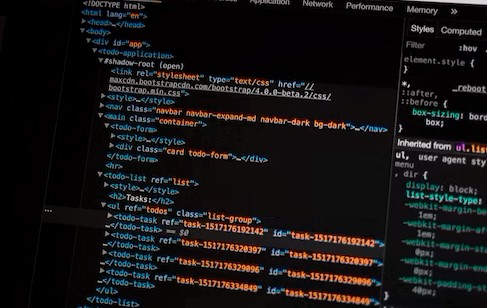 Application
Network
Performance
Memory
»
<!DOCTYPE html>
<html lang="en">
▶<head>…</head>
▼<body>
▼<div id="app">
▼<todo-application>
▼#shadow-root (open)
<link rel="stylesheet" type="text/css" href="//
maxcdn.bootstrapcdn.com/bootstrap/4.0.0-beta.2/css/
bootstrap.min.css">
▶<style>…</style>
▶<nav class="navbar navbar-expand-md navbar-dark bg-dark">…</nav>
▼<main class="container">
▼<todo-form>
▶<style>…</style>
▶<div class="card todo-form">…</div>
</todo-form>
<hr>
▼<todo-list ref="list">
▶<style>…</style>
<h2>Tasks:</h2>
▼<ul ref="todos" class="list-group">
▶<todo-task ref="task-1517176192142" id="task-1517176192142">…
</todo-task> == $0
▶<todo-task ref="task-1517176320397" id="task-1517176320397">…
</todo-task>
▶<todo-task ref="task-1517176329096" id="task-1517176329096">…
</todo-task>
▶<todo-task ref="task-1517176334849" id="task-1517176334849">…
</todo-task>
</ul>
</todo-list>
Styles
Computed
Filter
:hov
element.style {
}
*,
_reboot
::after,
::before {
box-sizing: bord
box;
}
Inherited from ul.lis
ul,
user agent sty
menu
, dir {
display: block;
list-style-type:
-webkit-margin-be
1em;
-webkit-margin-af
1em;
-webkit-margin-
0px;
-webkit-margin-e
0px;
-webkit-padding-st
40px;
}